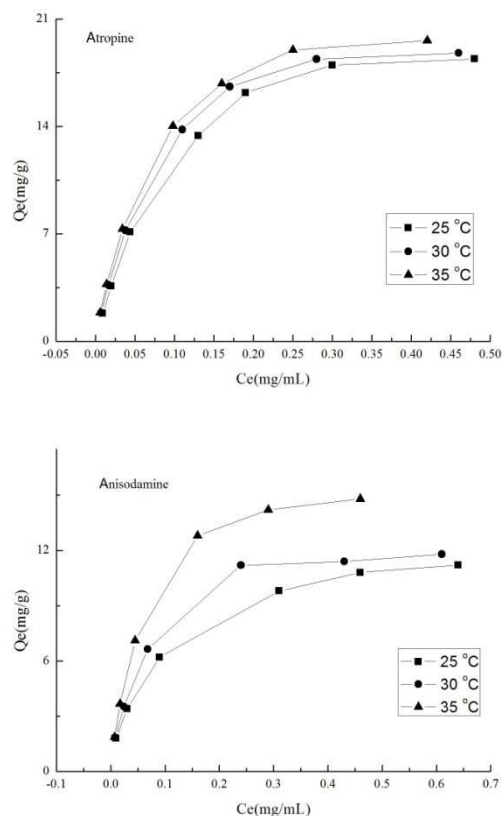 Atropine
21
14
7
0
Qe(mg/g)
25 °C
30 °C
35 °C
-0.05 0.00 0.05 0.10 0.15 0.20 0.25 0.30 0.35 0.40 0.45 0.50
Ce(mg/mL)
Anisodamine
12
6
0
Qe(mg/g)
25 °C
30 °C
35 °C
-0.1 0.0 0.1 0.2 0.3 0.4 0.5 0.6 0.7
Ce(mg/mL)